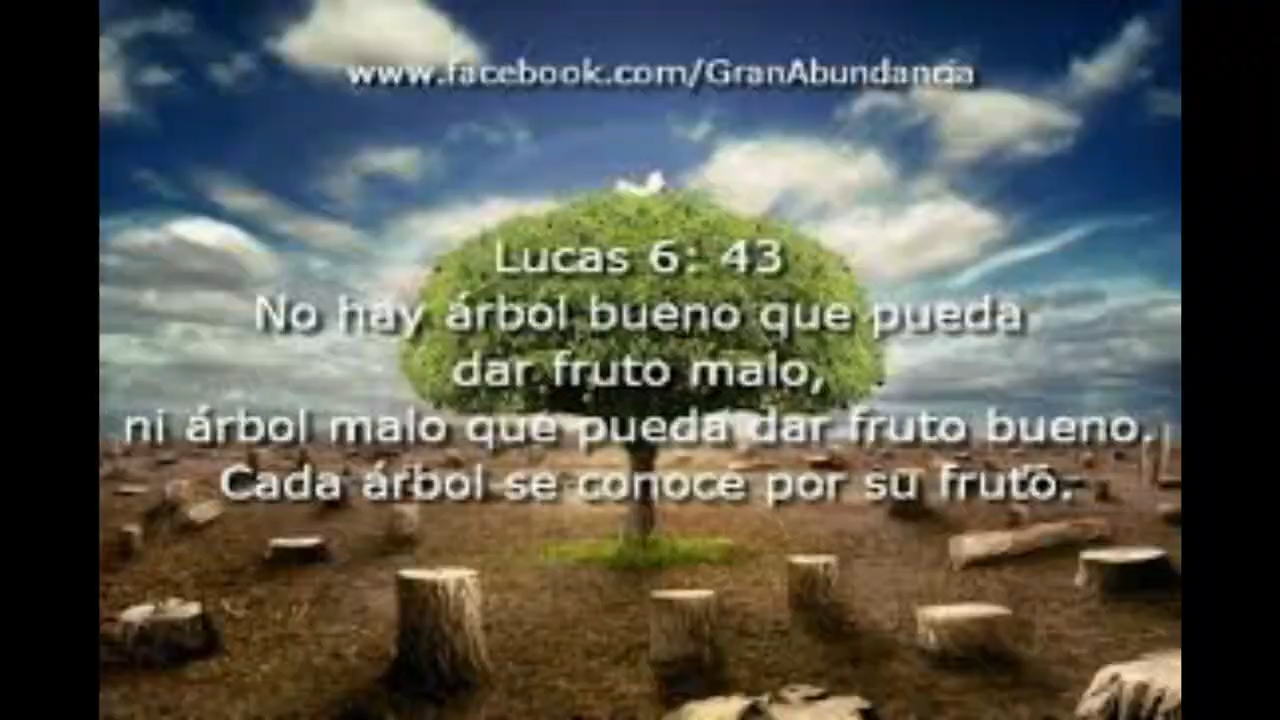 www.facebook.com/GranAbundancia
Lucas 6: 43
No hay árbol bueno que pueda
dar fruto malo,
ni árbol malo que pueda dar fruto bueno.
Cada árbol se conoce por su fruto.